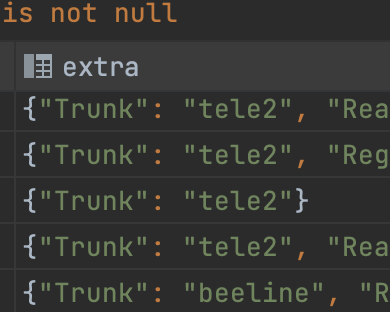 is not null
extra
{"Trunk": "tele2", "Rea
{"Trunk": "tele2", "Reg
{"Trunk": "tele2"}
{"Trunk": "tele2", "Rea
{"Trunk": "beeline", "R